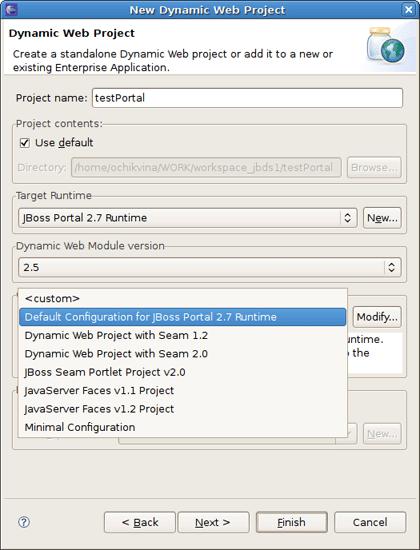 New Dynamic Web Project
Dynamic Web Project
Create a standalone Dynamic Web project or add it to a new or
existing Enterprise Application.
Project name: testPortal
Project contents:
Use default
Directory: /home/ochikvina/WORK/workspace_jbds1/testPortal Browse...
Target Runtime
JBoss Portal 2.7 Runtime New...
Dynamic Web Module version
2.5
<custom>
Default Configuration for JBoss Portal 2.7 Runtime Modify...
Dynamic Web Project with Seam 1.2 untime.
Dynamic Web Project with Seam 2.0 the
JBoss Seam Portlet Project v2.0
JavaServer Faces v1.1 Project
JavaServer Faces v1.2 Project
Minimal Configuration New...
< Back Next > Finish Cancel